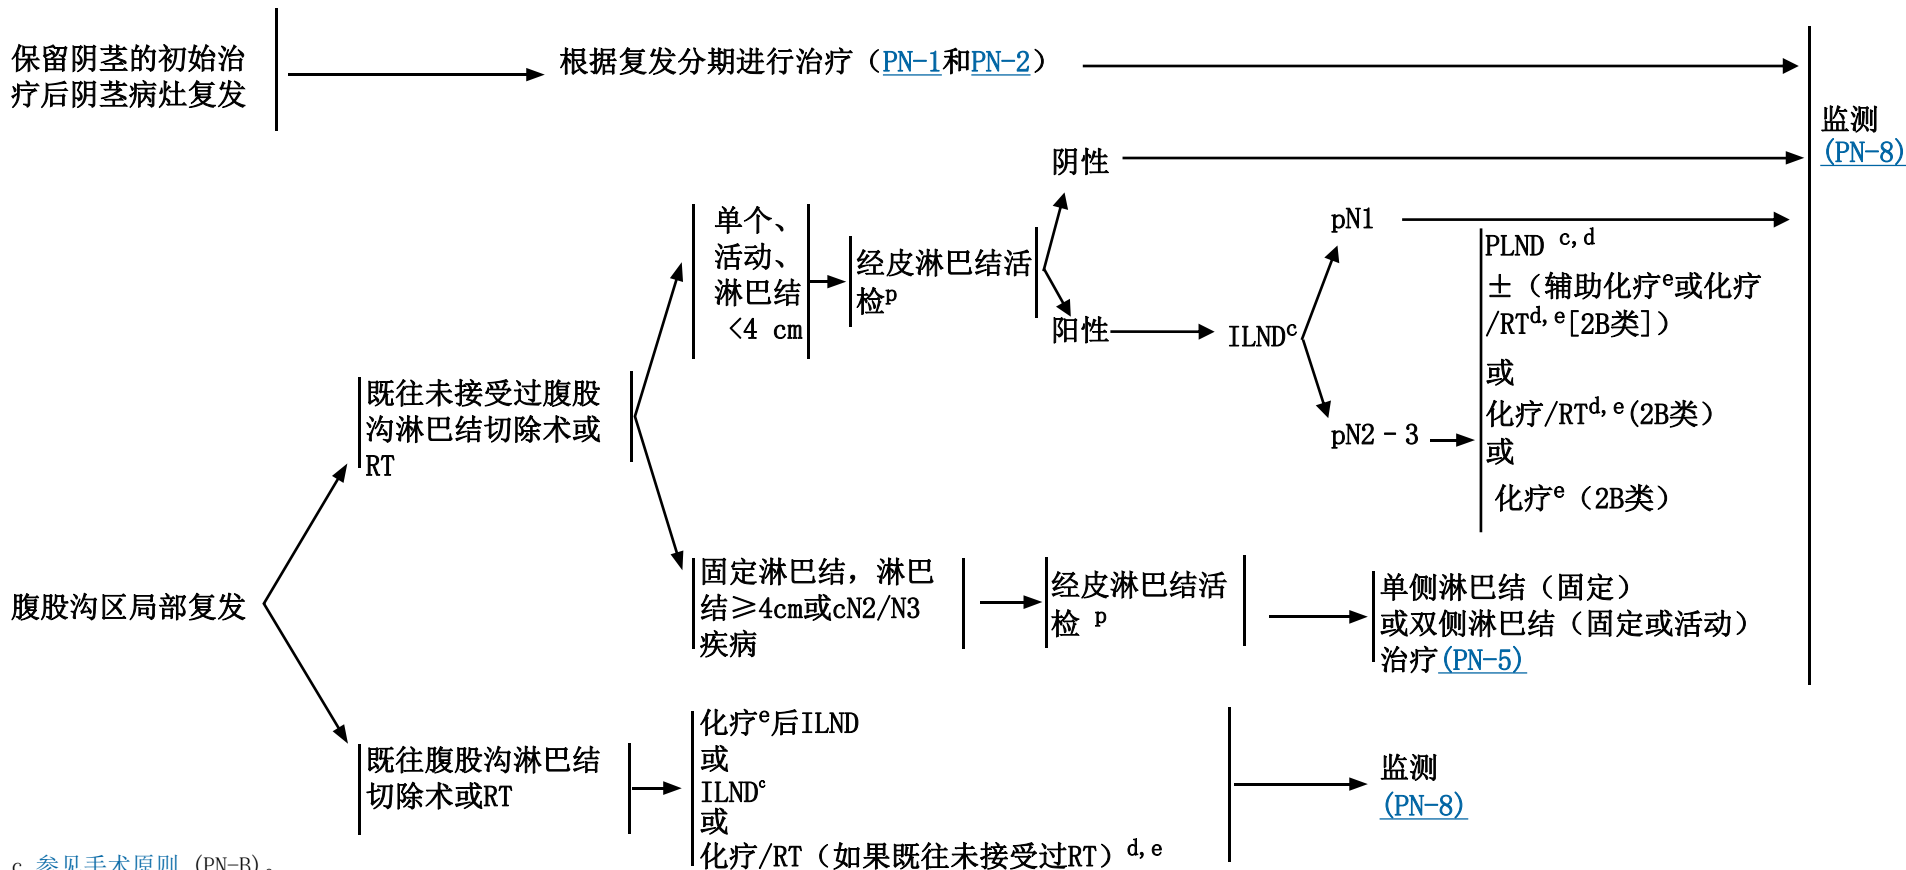 保留阴茎的初始治
疗后阴茎病灶复发
根据复发分期进行治疗（PN-1和PN-2）
监测
(PN-8)
阴性
单个、
活动、
淋巴结
<4 cm
经皮淋巴结活
检p
阳性
ILNDc
pN1
pN2–3
PLND c,d
±（辅助化疗e或化疗
/RTd,e[2B类]）
或
化疗/RTd,e(2B类）
或
化疗e（2B类）
既往未接受过腹股
沟淋巴结切除术或
RT
腹股沟区局部复发
固定淋巴结，淋巴
结≥4cm或cN2/N3
疾病
经皮淋巴结活
检 p
单侧淋巴结（固定）
或双侧淋巴结（固定或活动）
治疗(PN-5)
既往腹股沟淋巴结
切除术或RT
化疗e后ILND
或
ILNDc
或
化疗/RT（如果既往未接受过RT）d,e
监测
(PN-8)
c 参见手术原则 (PN-B)。